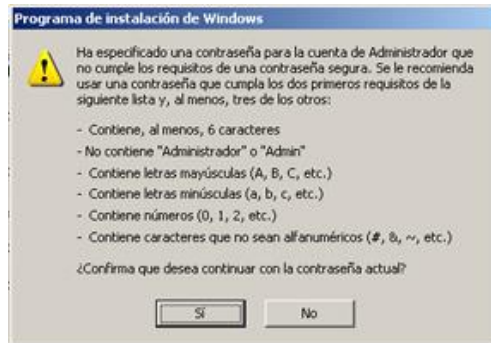 Programa de instalación de Windows
Ha especificado una contraseña para la cuenta de Administrador que
no cumple los requisitos de una contraseña segura. Se le recomienda
usar una contraseña que cumpla los dos primeros requisitos de la
siguiente lista y, al menos, tres de los otros:
- Contiene, al menos, 6 caracteres
- No contiene "Administrador" o "Admin"
- Contiene letras mayúsculas (A, B, C, etc.)
- Contiene letras minúsculas (a, b, c, etc.)
- Contiene números (0, 1, 2, etc.)
- Contiene caracteres que no sean alfanuméricos (#, &, ~, etc.)
¿Confirma que desea continuar con la contraseña actual?
Sí No